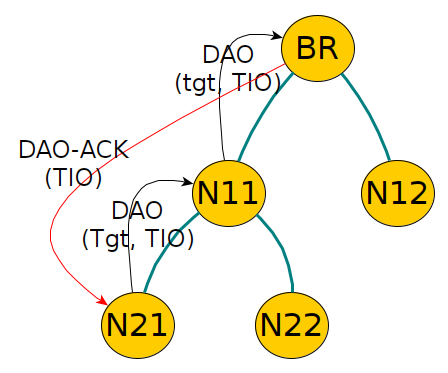 BR
DAO
(tgt, TIO)
DAO-ACK
(TIO)
N11
N12
DAO
(Tgt, TIO)
N21
N22